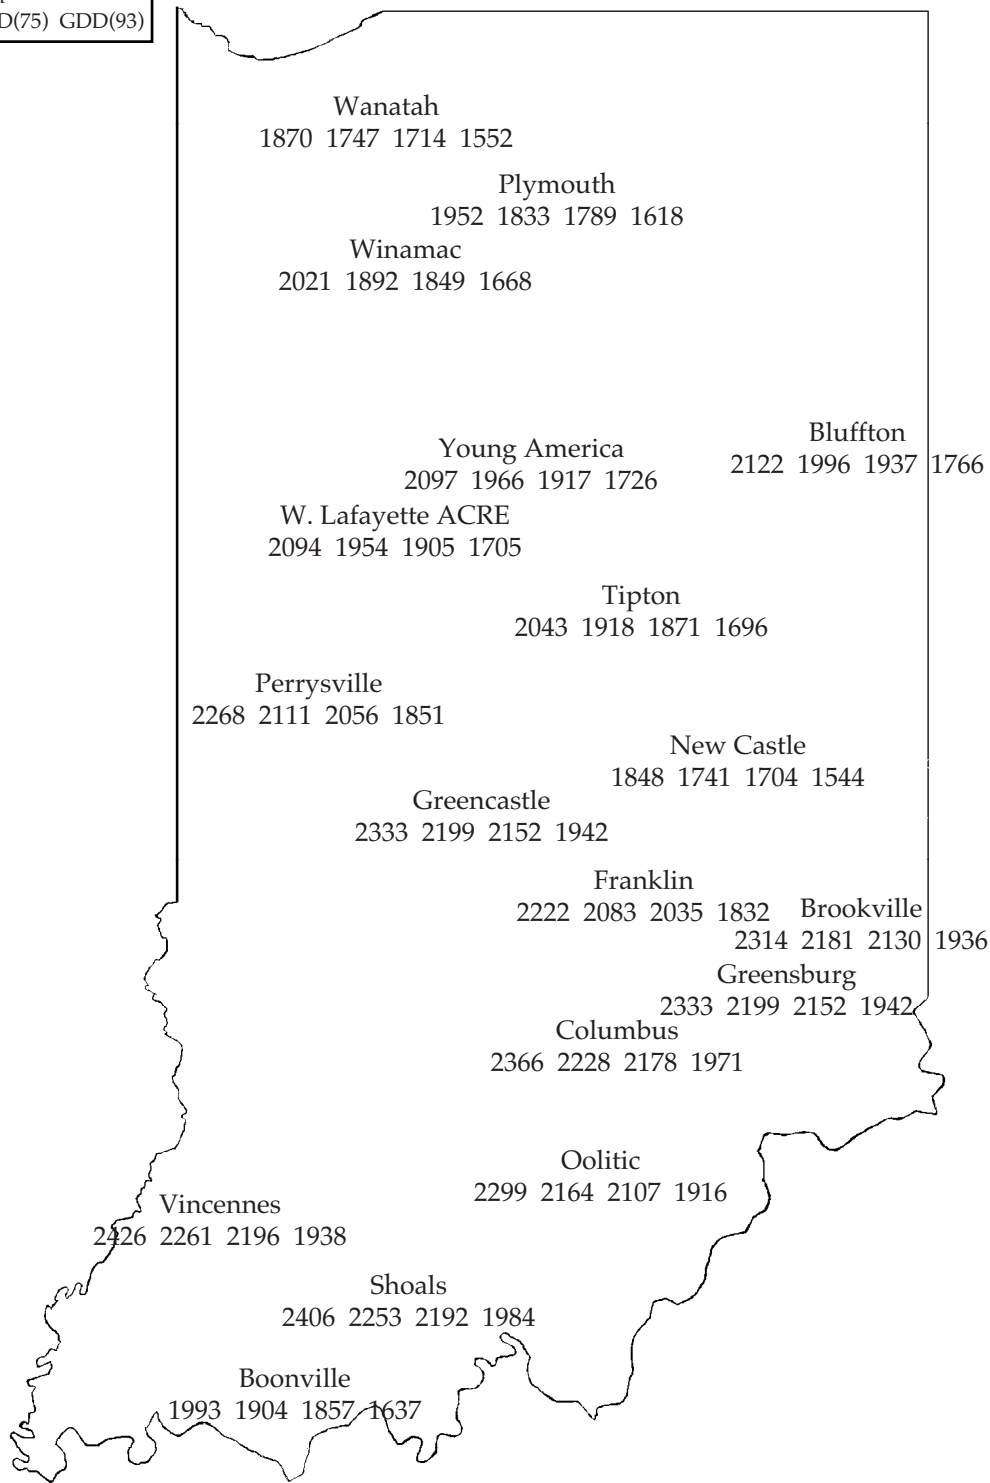 GDD(93)
Wanatah
1870 1747 1714 1552
Plymouth
1952 1833 1789 1618
Winamac
2021 1892 1849 1668
Bluffton
2122 1996 1937 1766
Young America
2097 1966 1917 1726
W. Lafayette ACRE
2094 1954 1905 1705
Tipton
2043 1918 1871 1696
Perrysville
2268 2111 2056 1851
New Castle
1848 1741 1704 1544
Greencastle
2333 2199 2152 1942
Franklin
2222 2083 2035 1832
Brookville
2314 2181 2130 1936
Greensburg
2333 2199 2152 1942
Columbus
2366 2228 2178 1971
Oolitic
2299 2164 2107 1916
Vincennes
2426 2261 2196 1938
Shoals
2406 2253 2192 1984
Boonville
1993 1904 1857 1637